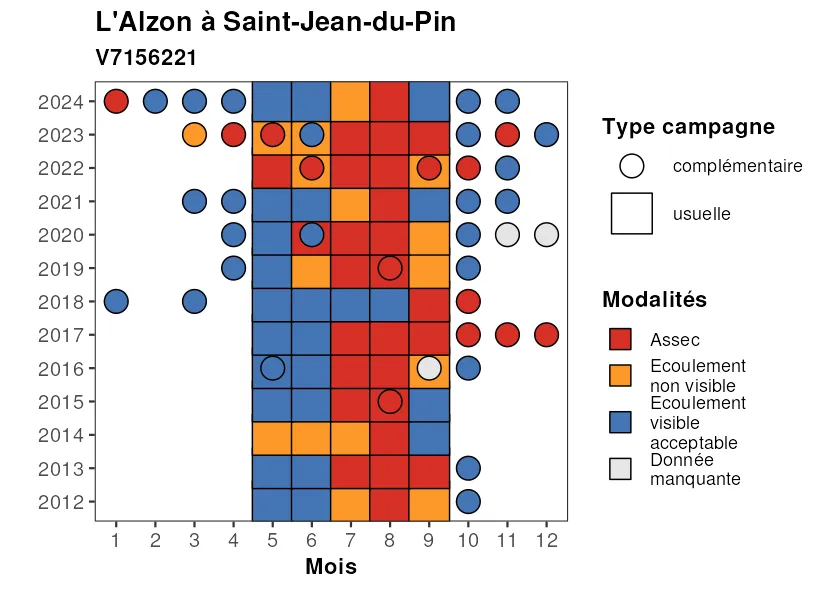 L'Alzon à Saint-Jean-du-Pin
V7156221
2024
2023
2022
2021
2020
2019
2018
2017
2016
2015
2014
2013
2012
1 2 3 4 5 6 7 8 9 10 11 12
Mois
Type campagne
complémentaire
usuelle
Modalités
Assec
Ecoulement
non visible
Ecoulement
visible
acceptable
Donnée
manquante